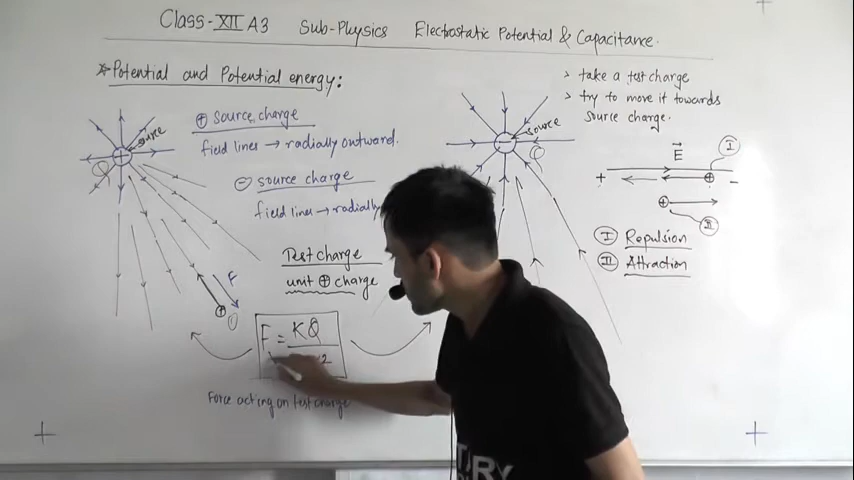 Class-XII A3 Sub-Physics Electrostatic Potential & Capacitance.
*Potential and Potential energy:
source
Q
⊕ source charge
field lines → radially outward.
⊖ source charge
field lines → radially
Test charge
unit ⊕ charge
F
F = KQ
2
Force acting on test charge
source
Q
> take a test charge
> try to move it towards
source charge.
E
I
+
-
II
I Repulsion
II Attraction